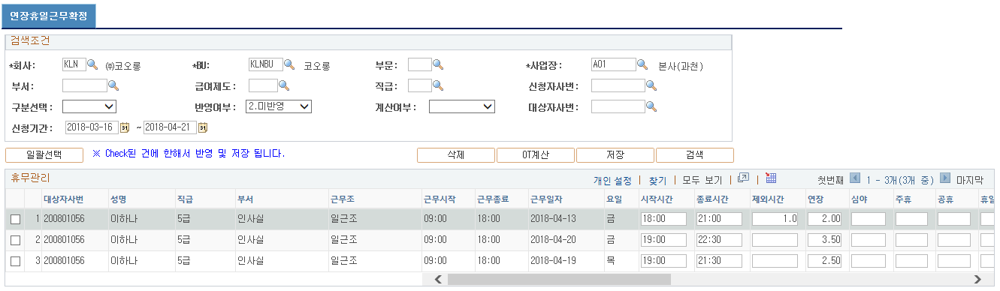 연장휴일근무확정
검색조건
*회사: KLN ㈜코오롱 *BU: KLNBU 코오롱 부문: *사업장: A01 본사(과천)
부서: 급여제도: 직급: 신청자사번:
구분선택: 반영여부: 2.미반영 계산여부: 대상자사번:
신청기간: 2018-03-16 ~ 2018-04-21
일괄선택 ※ Check된 건에 한해서 반영 및 저장 됩니다. 삭제 OT계산 저장 검색
휴무관리 개인 설정 | 찾기 | 모두 보기 | | 첫번째 1 - 3개(3개 중) 마지막
대상자사번 성명 직급 부서 근무조 근무시작 근무종료 근무일자 요일 시작시간 종료시간 제외시간 연장 심야 주휴 공휴 휴일
1 200801056 이하나 5급 인사실 일근조 09:00 18:00 2018-04-13 금 18:00 21:00 1.0 2.00
2 200801056 이하나 5급 인사실 일근조 09:00 18:00 2018-04-20 금 19:00 22:30 3.50
3 200801056 이하나 5급 인사실 일근조 09:00 18:00 2018-04-19 목 19:00 21:30 2.50